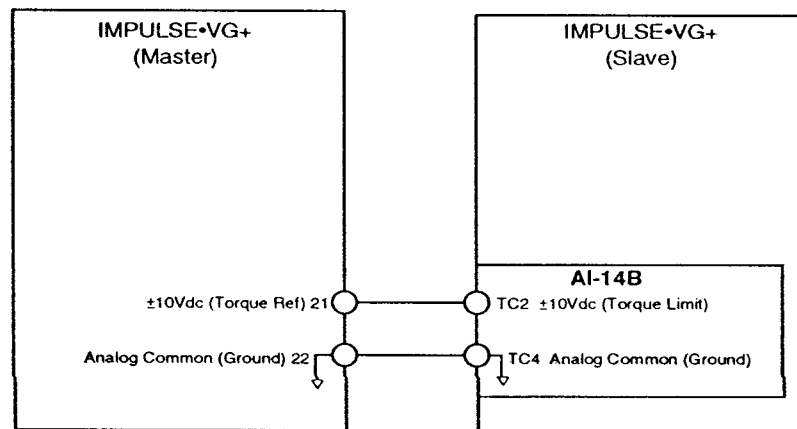 IMPULSE•VG+
(Master)
IMPULSE•VG+
(Slave)
AI-14B
±10Vdc (Torque Ref) 21
TC2 ±10Vdc (Torque Limit)
Analog Common (Ground) 22
TC4 Analog Common (Ground)